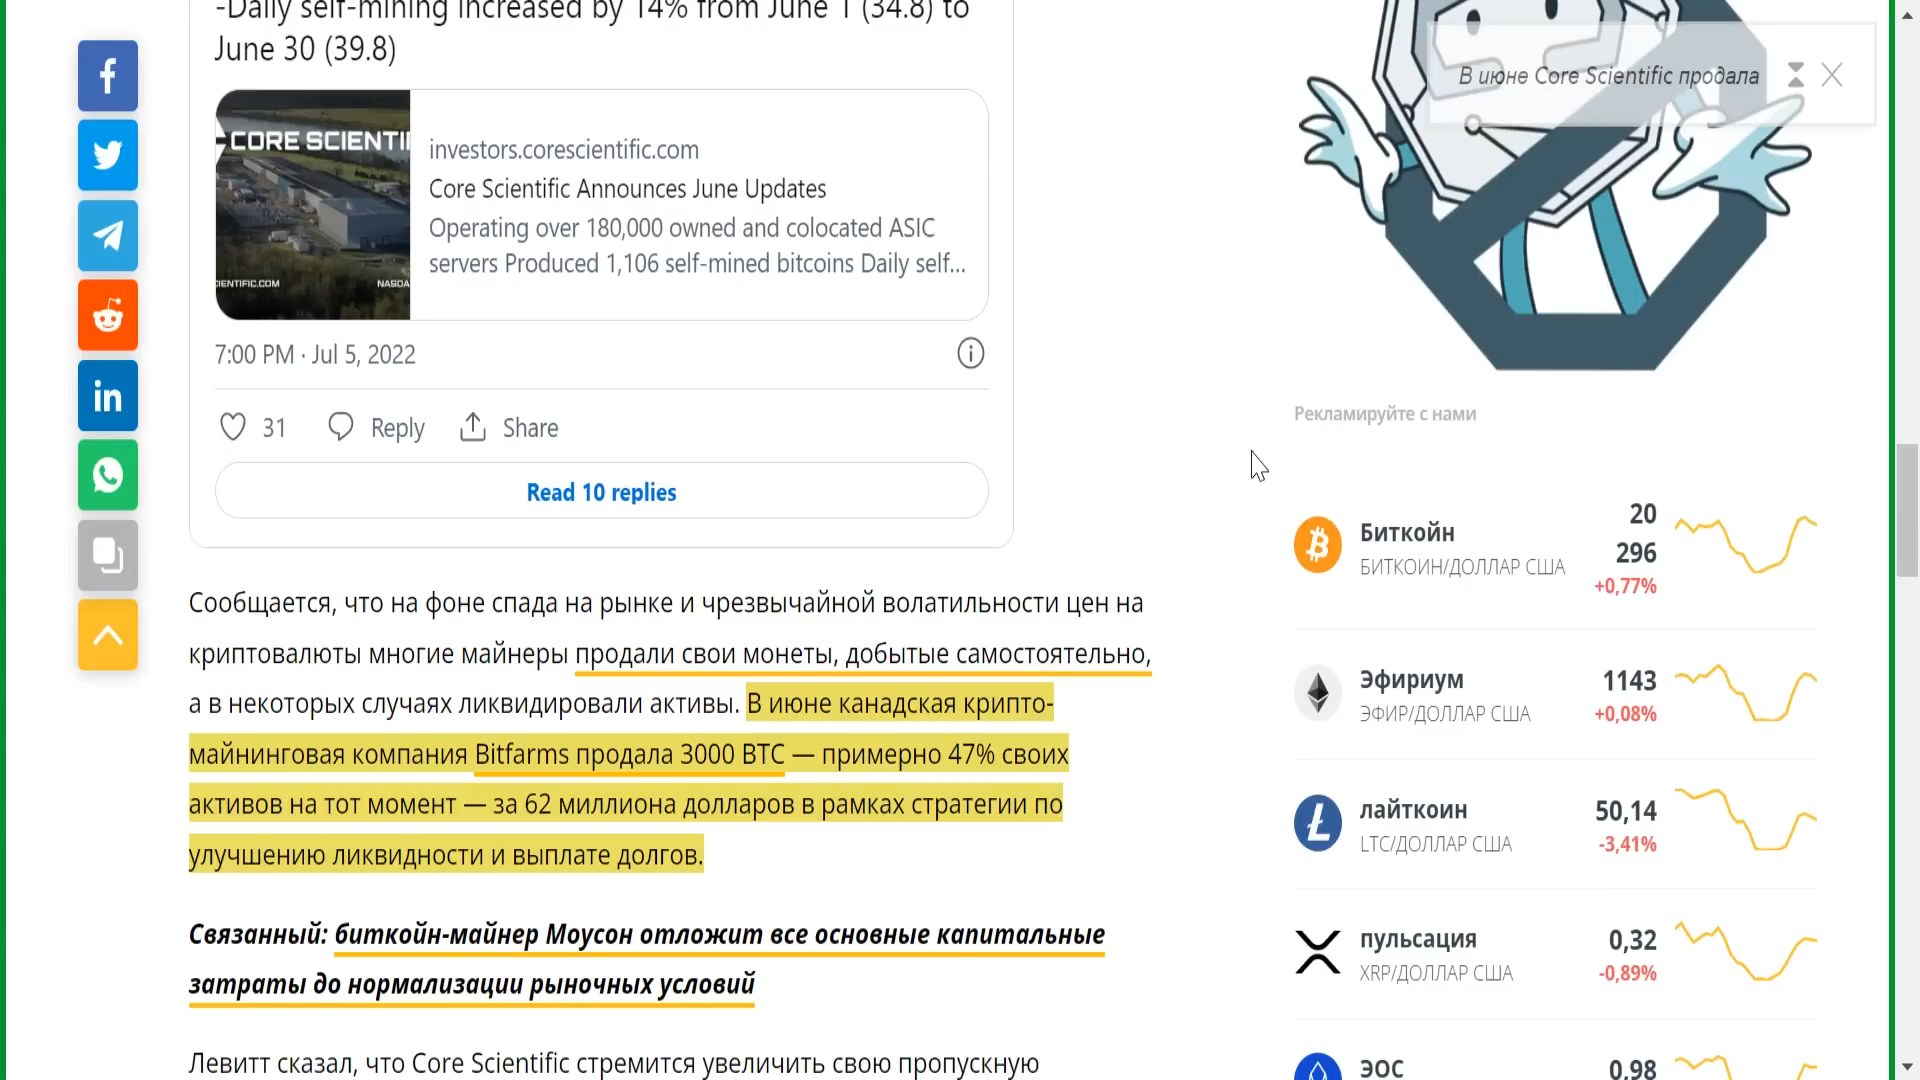 -Daily self-mining increased by 14% from June 1 (34.8) to
June 30 (39.8)
CORE SCIENTI
IENTIFIC.COM
NASDA
investors.corescientific.com
Core Scientific Announces June Updates
Operating over 180,000 owned and colocated ASIC
servers Produced 1,106 self-mined bitcoins Daily self...
7:00 PM · Jul 5, 2022
31
Reply
Share
Read 10 replies
Сообщается, что на фоне спада на рынке и чрезвычайной волатильности цен на
криптовалюты многие майнеры продали свои монеты, добытые самостоятельно,
а в некоторых случаях ликвидировали активы. В июне канадская крипто-
майнинговая компания Bitfarms продала 3000 BTC — примерно 47% своих
активов на тот момент — за 62 миллиона долларов в рамках стратегии по
улучшению ликвидности и выплате долгов.
Связанный: биткойн-майнер Моусон отложит все основные капитальные
затраты до нормализации рыночных условий
Левитт сказал, что Core Scientific стремится увеличить свою пропускную
В июне Core Scientific продала
Рекламируйте с нами
Биткойн
БИТКОИН/ДОЛЛАР США
20
296
+0,77%
Эфириум
ЭФИР/ДОЛЛАР США
1143
+0,08%
лайткоин
LTC/ДОЛЛАР США
50,14
-3,41%
пульсация
XRP/ДОЛЛАР США
0,32
-0,89%
ЭОС
0,98